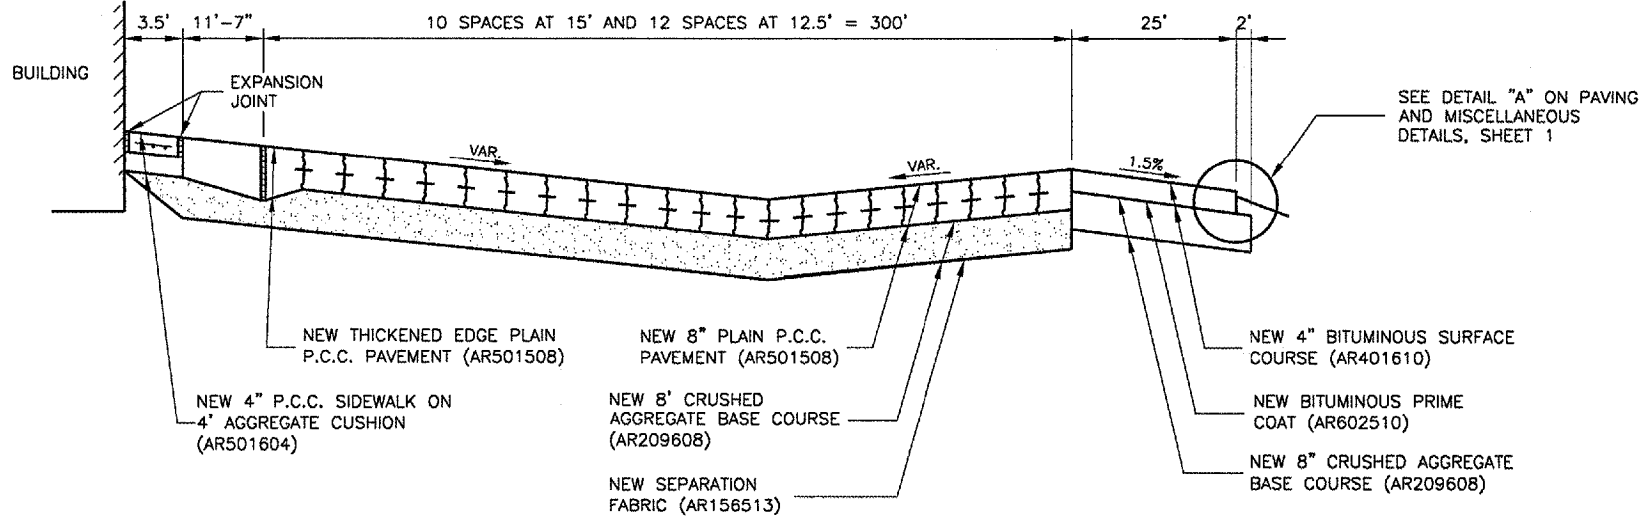 3.5'
11'-7"
10 SPACES AT 15' AND 12 SPACES AT 12.5' = 300'
25'
2'
BUILDING
EXPANSION
JOINT
SEE DETAIL "A" ON PAVING
AND MISCELLANEOUS
DETAILS, SHEET 1
VAR.
VAR.
1.5%
NEW THICKENED EDGE PLAIN
P.C.C. PAVEMENT (AR501508)
NEW 8" PLAIN P.C.C.
PAVEMENT (AR501508)
NEW 4" BITUMINOUS SURFACE
COURSE (AR401610)
NEW 4" P.C.C. SIDEWALK ON
4' AGGREGATE CUSHION
(AR501604)
NEW 8' CRUSHED
AGGREGATE BASE COURSE
(AR209608)
NEW BITUMINOUS PRIME
COAT (AR602510)
NEW SEPARATION
FABRIC (AR156513)
NEW 8" CRUSHED AGGREGATE
BASE COURSE (AR209608)